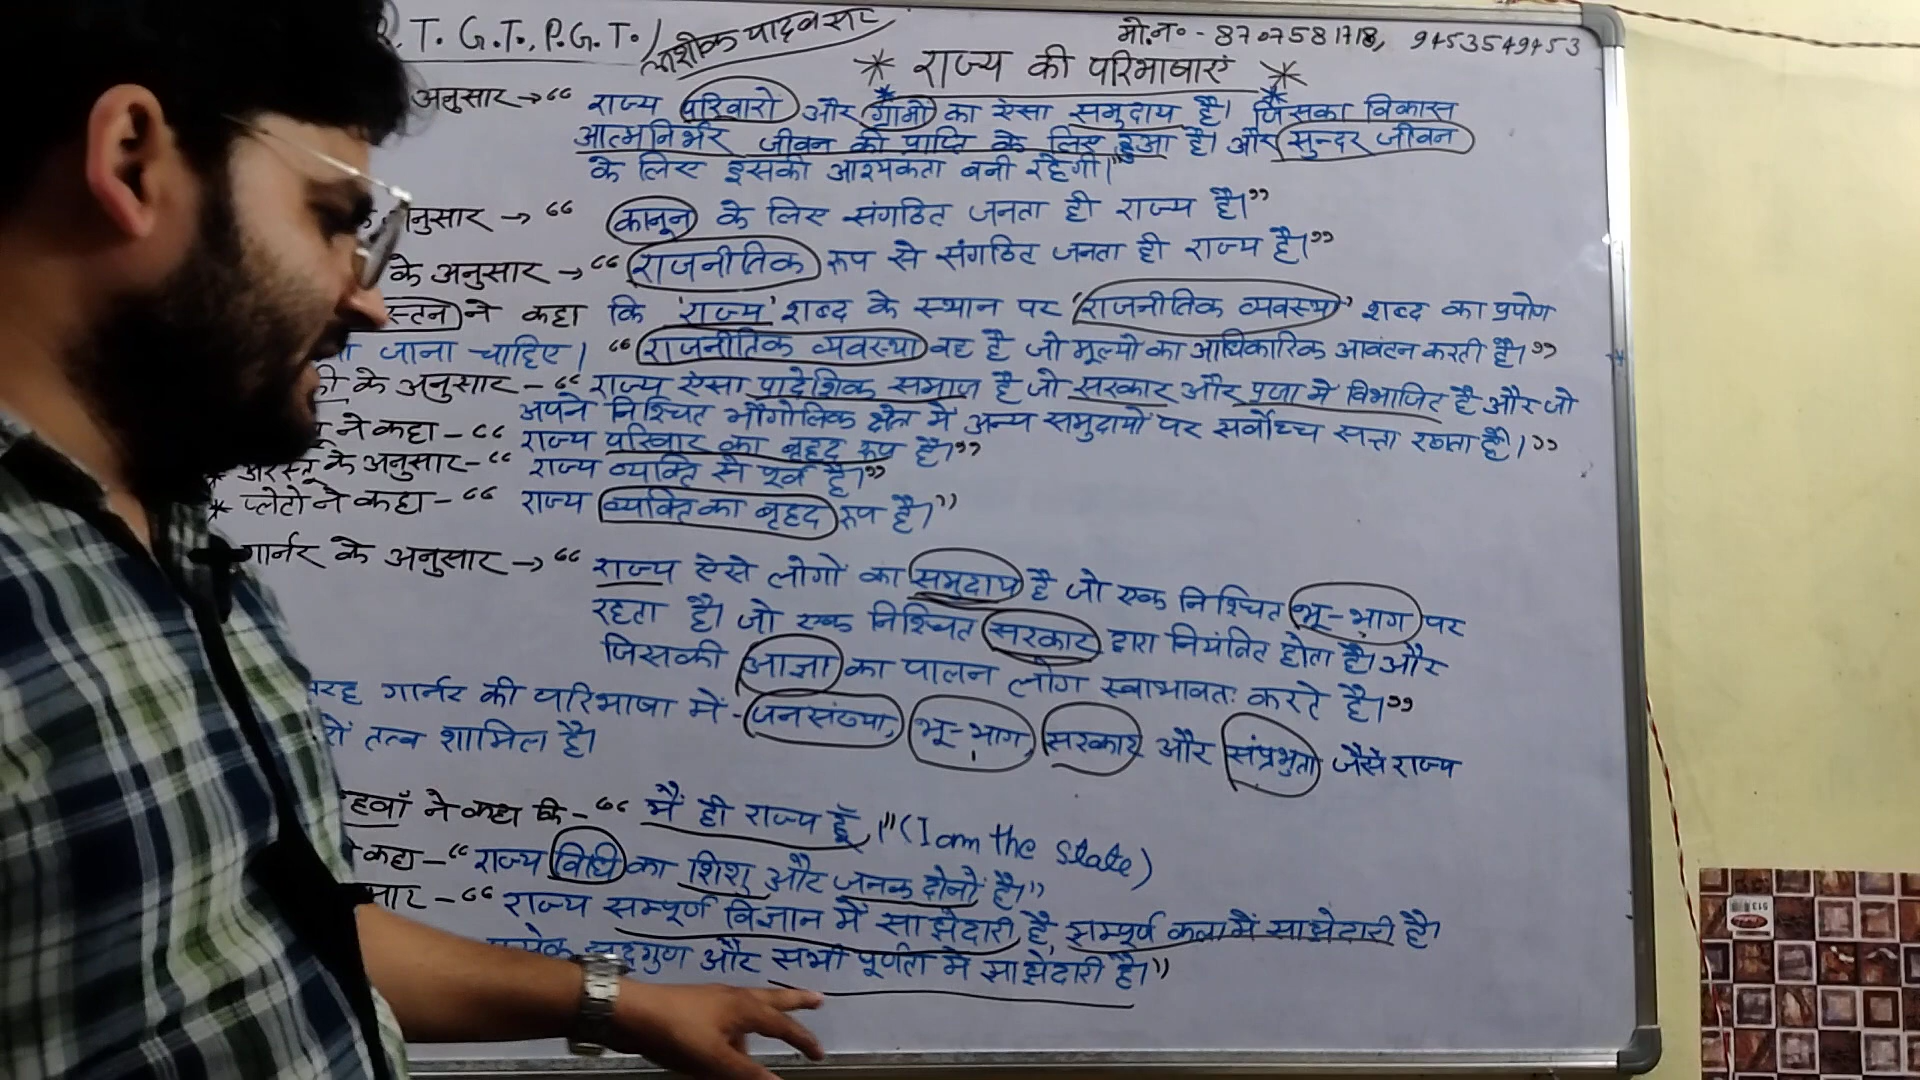 T. G.T., P.G.T. / अशोक यादव सर
मो.न० - 8707581718, 9453549453
* राज्य की परिभाषाएं *
अनुसार → “ राज्य परिवारो और ग्रामो का ऐसा समुदाय है। जिसका विकास
आत्मनिर्भर जीवन की प्राप्ति के लिए हुआ है। और सुन्दर जीवन
के लिए इसकी आश्यकता बनी रहेगी।”
अनुसार → “ कानून के लिए संगठित जनता ही राज्य है।”
के अनुसार → “ राजनीतिक रूप से संगठित जनता ही राज्य है।”
स्टन ने कहा कि 'राज्य' शब्द के स्थान पर 'राजनीतिक व्यवस्था' शब्द का प्रयोग
जाना चाहिए। “ राजनीतिक व्यवस्था वह है जो मूल्यो का आधिकारिक आवंटन करती है।”
की के अनुसार - “ राज्य ऐसा प्रादेशिक समाज है जो सरकार और प्रजा मे विभाजित है और जो
अपने निश्चित भौगोलिक क्षेत्र मे अन्य समुदायो पर सर्वोच्च सत्ता रखता है।”
ने कहा - “ राज्य परिवार का बृहद रूप है।”
* अरस्तू के अनुसार - “ राज्य व्यक्ति से पूर्व है।”
* प्लेटो ने कहा - “ राज्य व्यक्ति का बृहद रूप है।”
गार्नर के अनुसार → “ राज्य ऐसे लोगो का समुदाय है जो एक निश्चित भू-भाग पर
रहता है। जो एक निश्चित सरकार द्वारा नियंत्रित होता है। और
जिसकी आज्ञा का पालन लोग स्वाभावतः करते है।”
तरह गार्नर की परिभाषा में - जनसंख्या, भू-भाग, सरकार और संप्रभुता जैसे राज्य
तत्व शामिल है।
हवाँ ने कहा कि - “ मैं ही राज्य हूँ।” (I am the state)
कहा - “ राज्य विधि का शिशु और जनक दोनों है।”
सार - “ राज्य सम्पूर्ण विज्ञान में साझेदारी है, सम्पूर्ण कला में साझेदारी है।
सद्गुण और सभी पूर्णता मे साझेदारी है।”